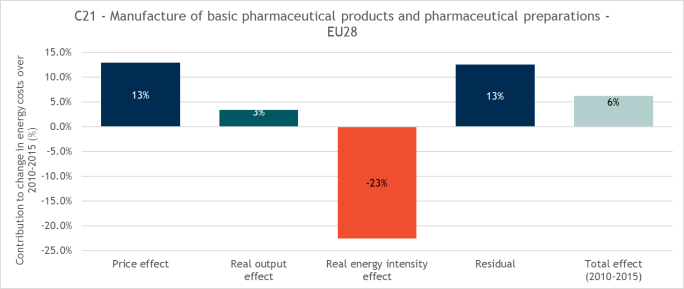 C21 - Manufacture of basic pharmaceutical products and pharmaceutical preparations -
EU28
Contribution to change in energy costs over
2010-2015 (%)
15.0%
10.0%
5.0%
0.0%
-5.0%
-10.0%
-15.0%
-20.0%
-25.0%
13%
3%
-23%
13%
6%
Price effect
Real output
effect
Real energy intensity
effect
Residual
Total effect
(2010-2015)